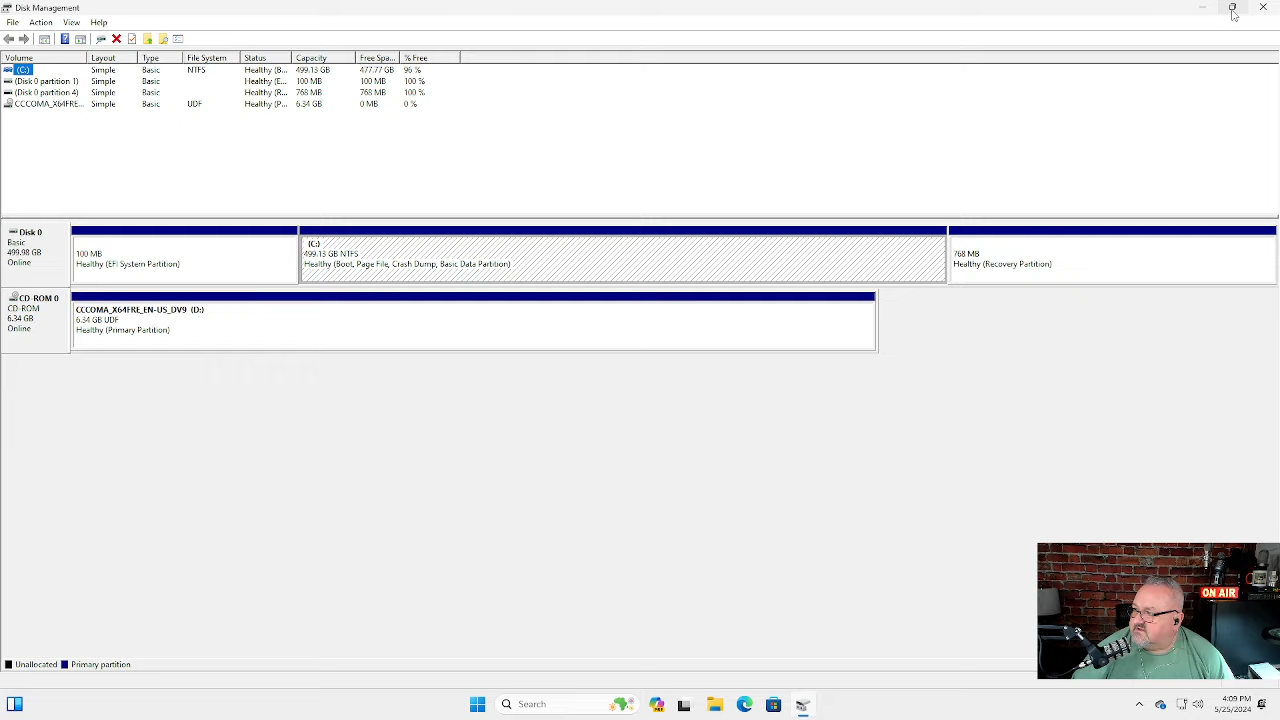 Disk Management
File Action View Help
Volume Layout Type File System Status Capacity Free Spa... % Free
(C:) Simple Basic NTFS Healthy (B... 499.13 GB 477.77 GB 96 %
(Disk 0 partition 1) Simple Basic Healthy (E... 100 MB 100 MB 100 %
(Disk 0 partition 4) Simple Basic Healthy (R... 768 MB 768 MB 100 %
CCCOMA_X64FRE... Simple Basic UDF Healthy (P... 6.34 GB 0 MB 0 %
Disk 0
Basic
499.98 GB
Online
100 MB
Healthy (EFI System Partition)
(C:)
499.13 GB NTFS
Healthy (Boot, Page File, Crash Dump, Basic Data Partition)
768 MB
Healthy (Recovery Partition)
CD-ROM 0
CD-ROM
6.34 GB
Online
CCCOMA_X64FRE_EN-US_DV9 (D:)
6.34 GB UDF
Healthy (Primary Partition)
ON AIR
Unallocated Primary partition
Search
4:09 PM
5/25/2024